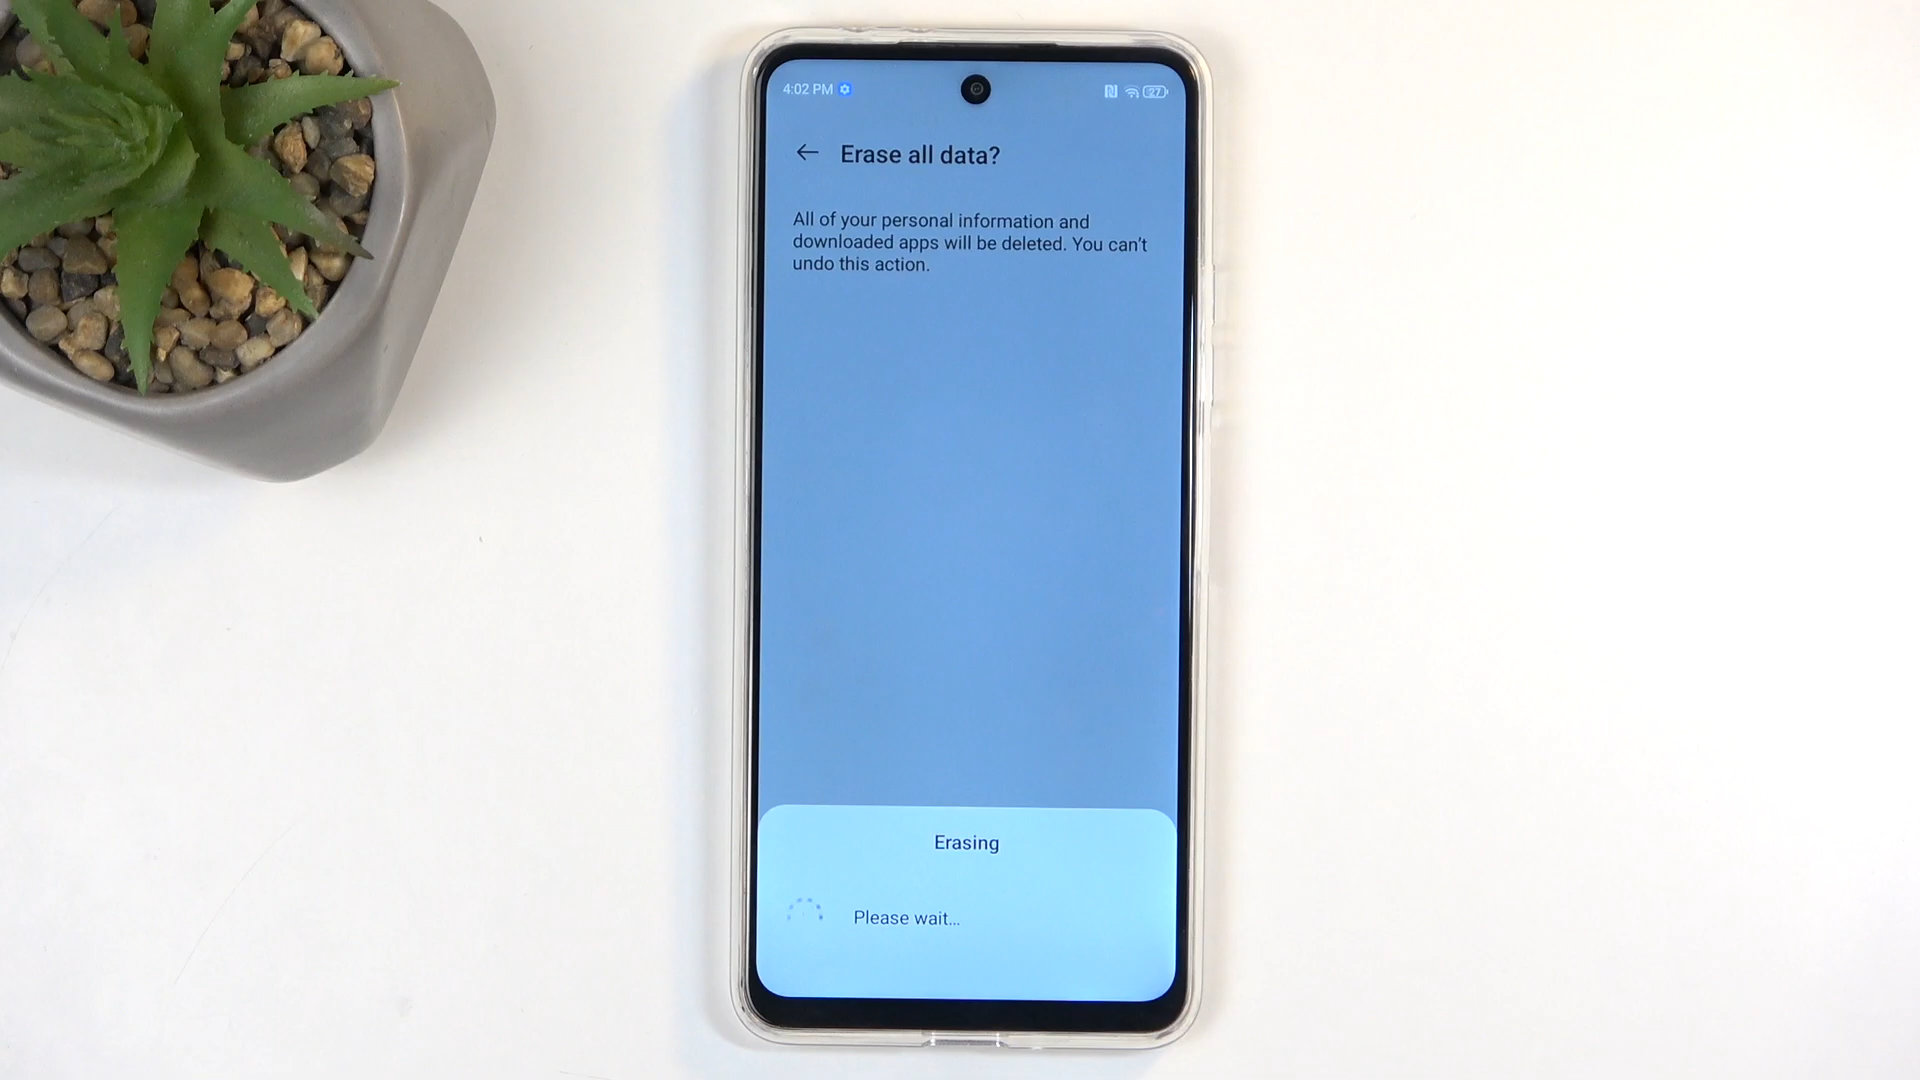 4:02 PM
27
Erase all data?
All of your personal information and
downloaded apps will be deleted. You can't
undo this action.
Erasing
Please wait...